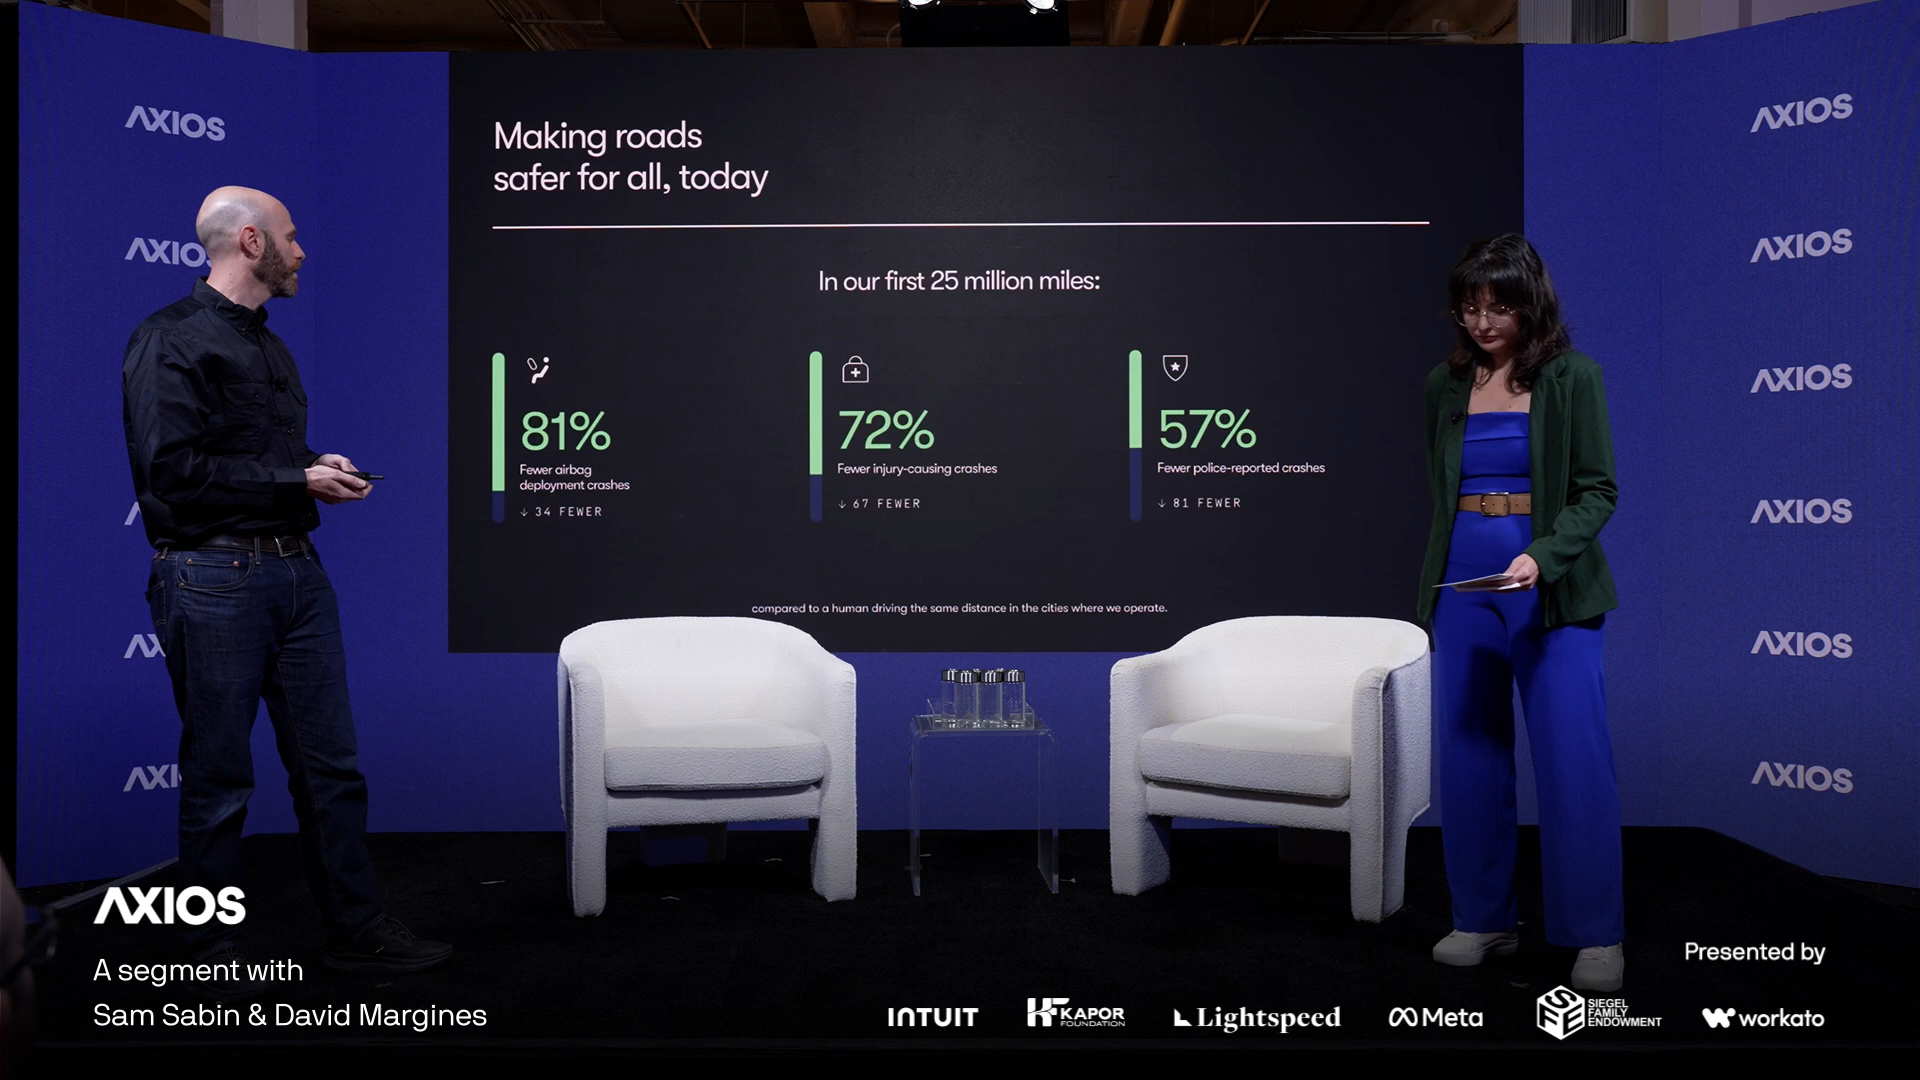 AXIOS
AXIOS
AXIOS
AXIOS
AXIOS
AXIOS
AXIOS
AXI
Making roads
safer for all, today
In our first 25 million miles:
81%
Fewer airbag
deployment crashes
↓ 34 FEWER
72%
Fewer injury-causing crashes
↓ 67 FEWER
57%
Fewer police-reported crashes
↓ 81 FEWER
compared to a human driving the same distance in the cities where we operate.
AXIOS
A segment with
Sam Sabin & David Margines
Presented by
INTUIT
KAPOR
FOUNDATION
Lightspeed
Meta
SFE
SIEGEL
FAMILY
ENDOWMENT
workato